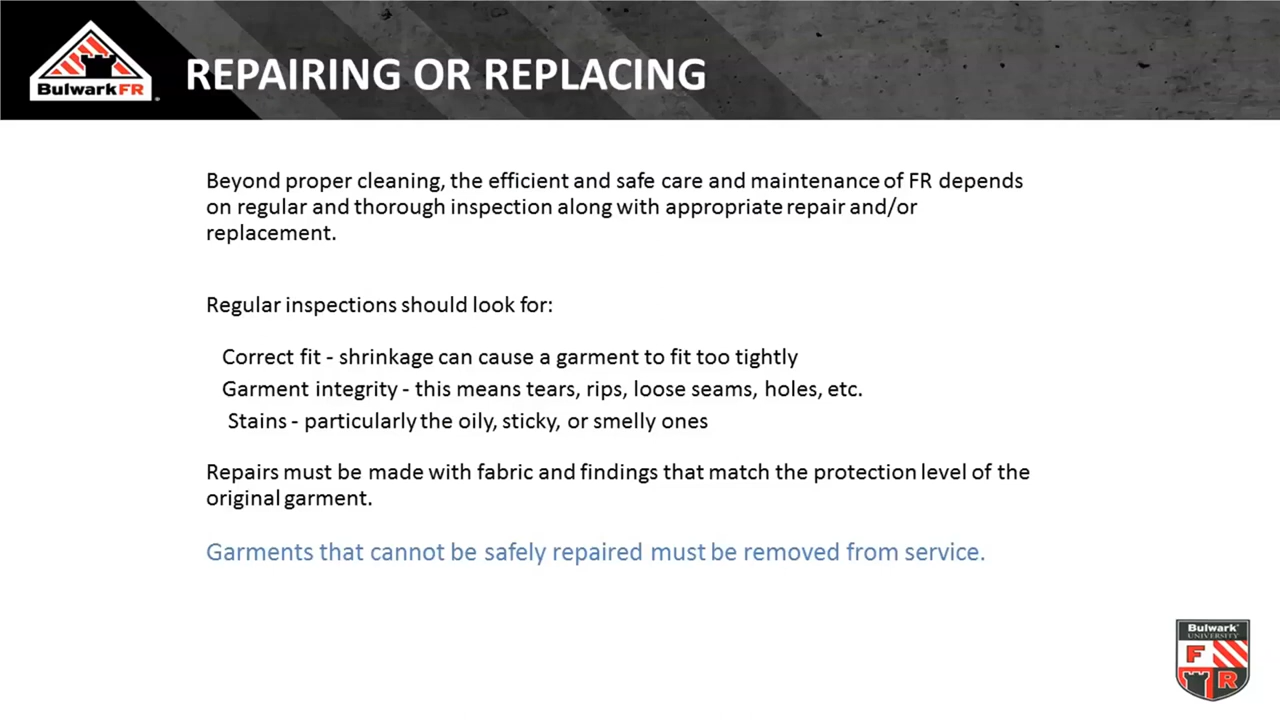 BulwarkFR
REPAIRING OR REPLACING
Beyond proper cleaning, the efficient and safe care and maintenance of FR depends
on regular and thorough inspection along with appropriate repair and/or
replacement.
Regular inspections should look for:
Correct fit - shrinkage can cause a garment to fit too tightly
Garment integrity - this means tears, rips, loose seams, holes, etc.
Stains - particularly the oily, sticky, or smelly ones
Repairs must be made with fabric and findings that match the protection level of the
original garment.
Garments that cannot be safely repaired must be removed from service.
Bulwark
UNIVERSITY
F
R